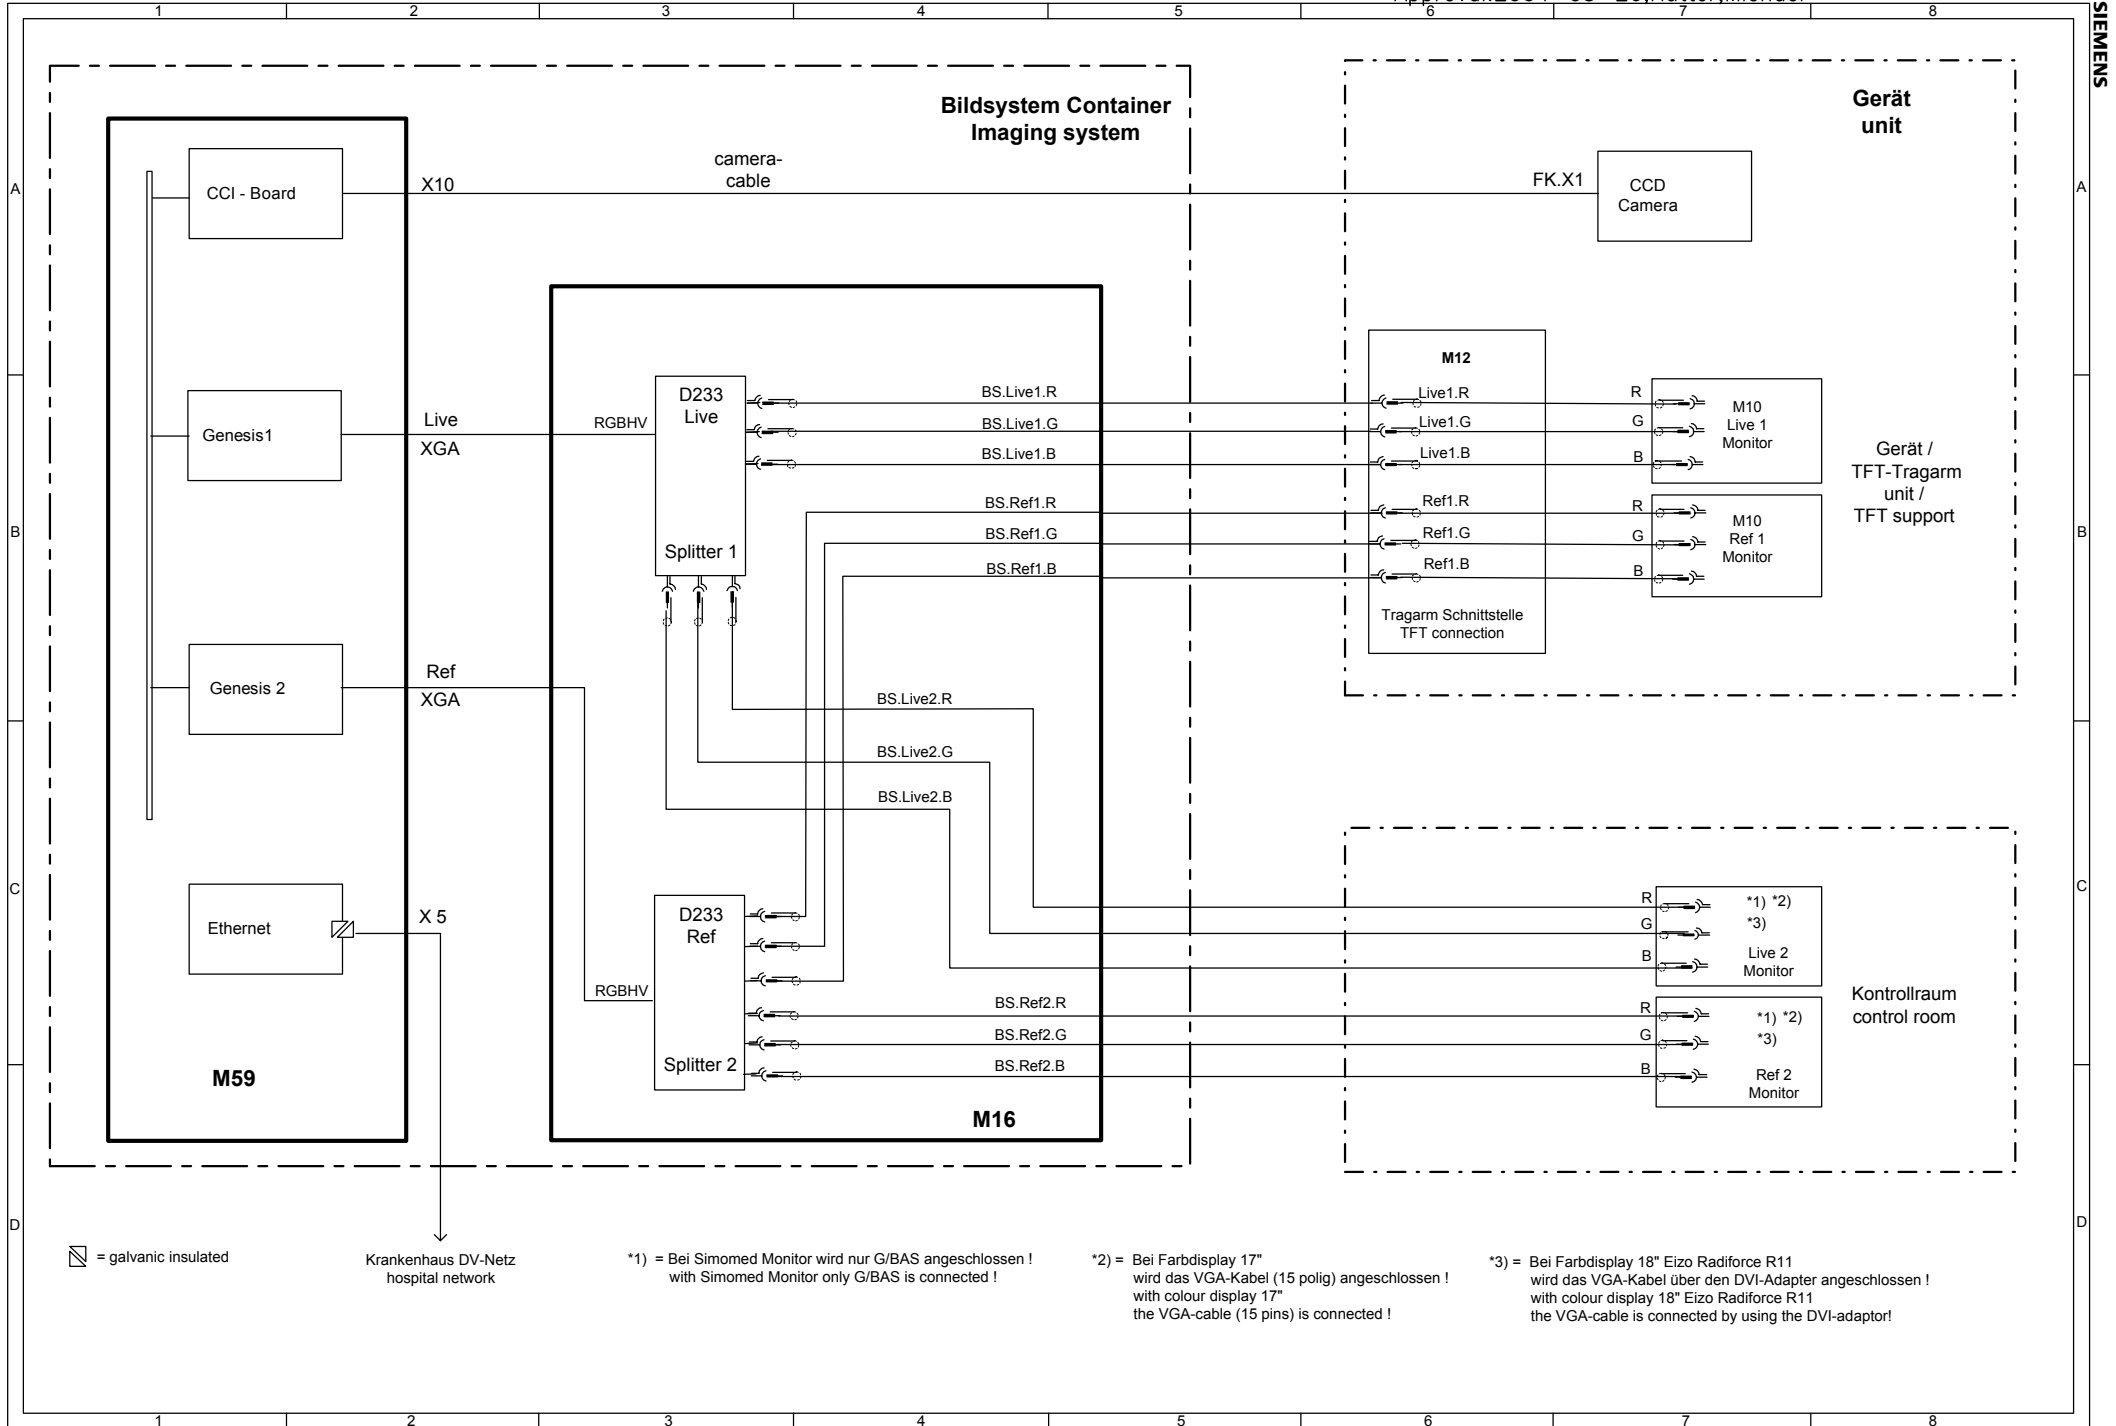 1 2 3 4 5 6 7 8
SIEMENS
A
B
C
D
A
B
C
D
Bildsystem Container
Imaging system
Gerät
unit
CCI - Board
X10
camera-
cable
FK.X1
CCD
Camera
Genesis1
Live
XGA
RGBHV
D233
Live
Splitter 1
BS.Live1.R
BS.Live1.G
BS.Live1.B
BS.Ref1.R
BS.Ref1.G
BS.Ref1.B
M12
Live1.R
Live1.G
Live1.B
Ref1.R
Ref1.G
Ref1.B
Tragarm Schnittstelle
TFT connection
R
G
B
M10
Live 1
Monitor
R
G
B
M10
Ref 1
Monitor
Gerät /
TFT-Tragarm
unit /
TFT support
Genesis 2
Ref
XGA
BS.Live2.R
BS.Live2.G
BS.Live2.B
Ethernet
X 5
RGBHV
D233
Ref
Splitter 2
BS.Ref2.R
BS.Ref2.G
BS.Ref2.B
R
G
B
*1) *2)
*3)
Live 2
Monitor
R
G
B
*1) *2)
*3)
Ref 2
Monitor
Kontrollraum
control room
M59
M16
= galvanic insulated
Krankenhaus DV-Netz
hospital network
*1) = Bei Simomed Monitor wird nur G/BAS angeschlossen !
with Simomed Monitor only G/BAS is connected !
*2) = Bei Farbdisplay 17"
wird das VGA-Kabel (15 polig) angeschlossen !
with colour display 17"
the VGA-cable (15 pins) is connected !
*3) = Bei Farbdisplay 18" Eizo Radiforce R11
wird das VGA-Kabel über den DVI-Adapter angeschlossen !
with colour display 18" Eizo Radiforce R11
the VGA-cable is connected by using the DVI-adaptor!
1 2 3 4 5 6 7 8